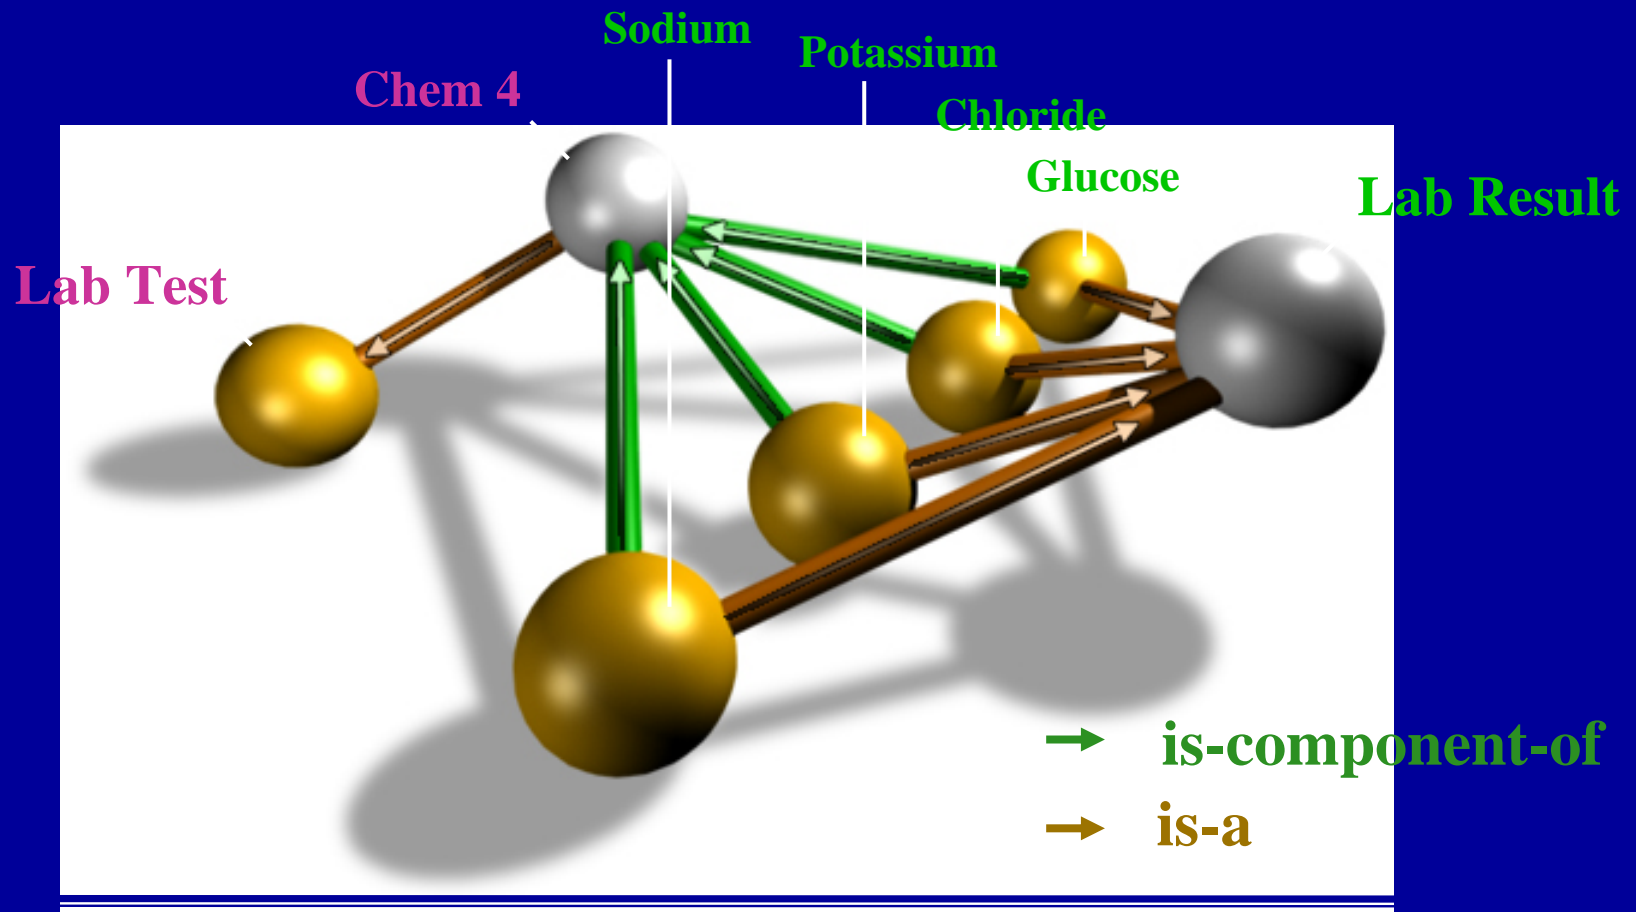 Sodium
Potassium
Chem 4
Chloride
Glucose
Lab Result
Lab Test
is-component-of
is-a